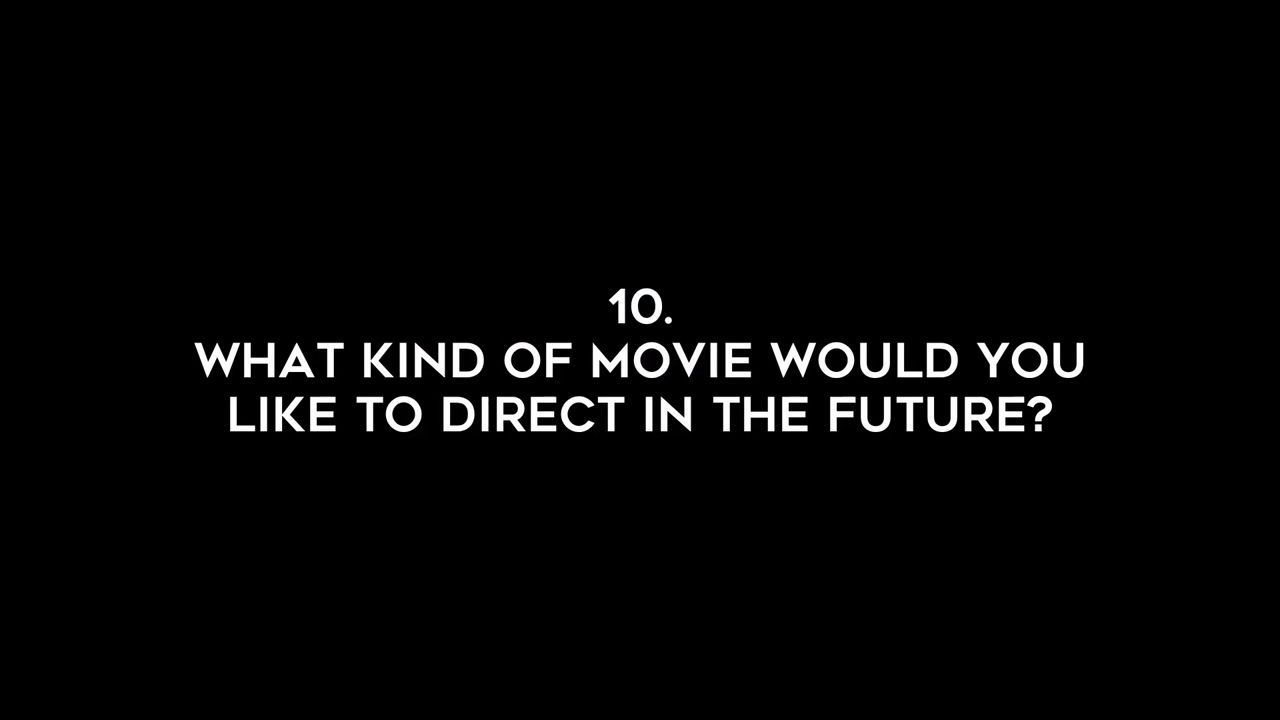 10.
WHAT KIND OF MOVIE WOULD YOU
LIKE TO DIRECT IN THE FUTURE?